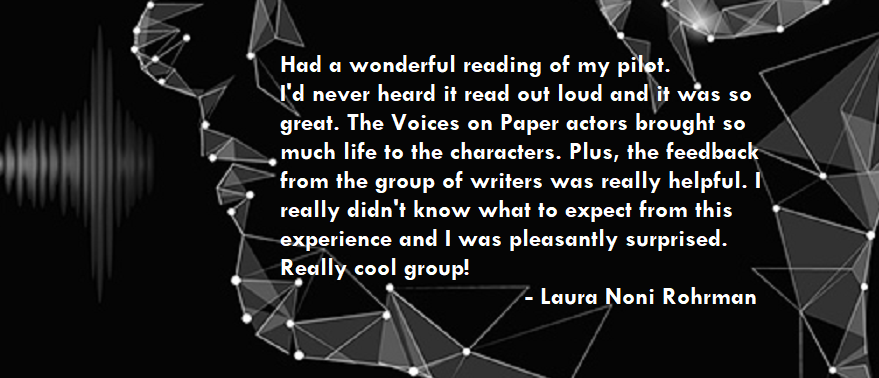 Had a wonderful reading of my pilot.
I'd never heard it read out loud and it was so
great. The Voices on Paper actors brought so
much life to the characters. Plus, the feedback
from the group of writers was really helpful. I
really didn't know what to expect from this
experience and I was pleasantly surprised.
Really cool group!
- Laura Noni Rohrman